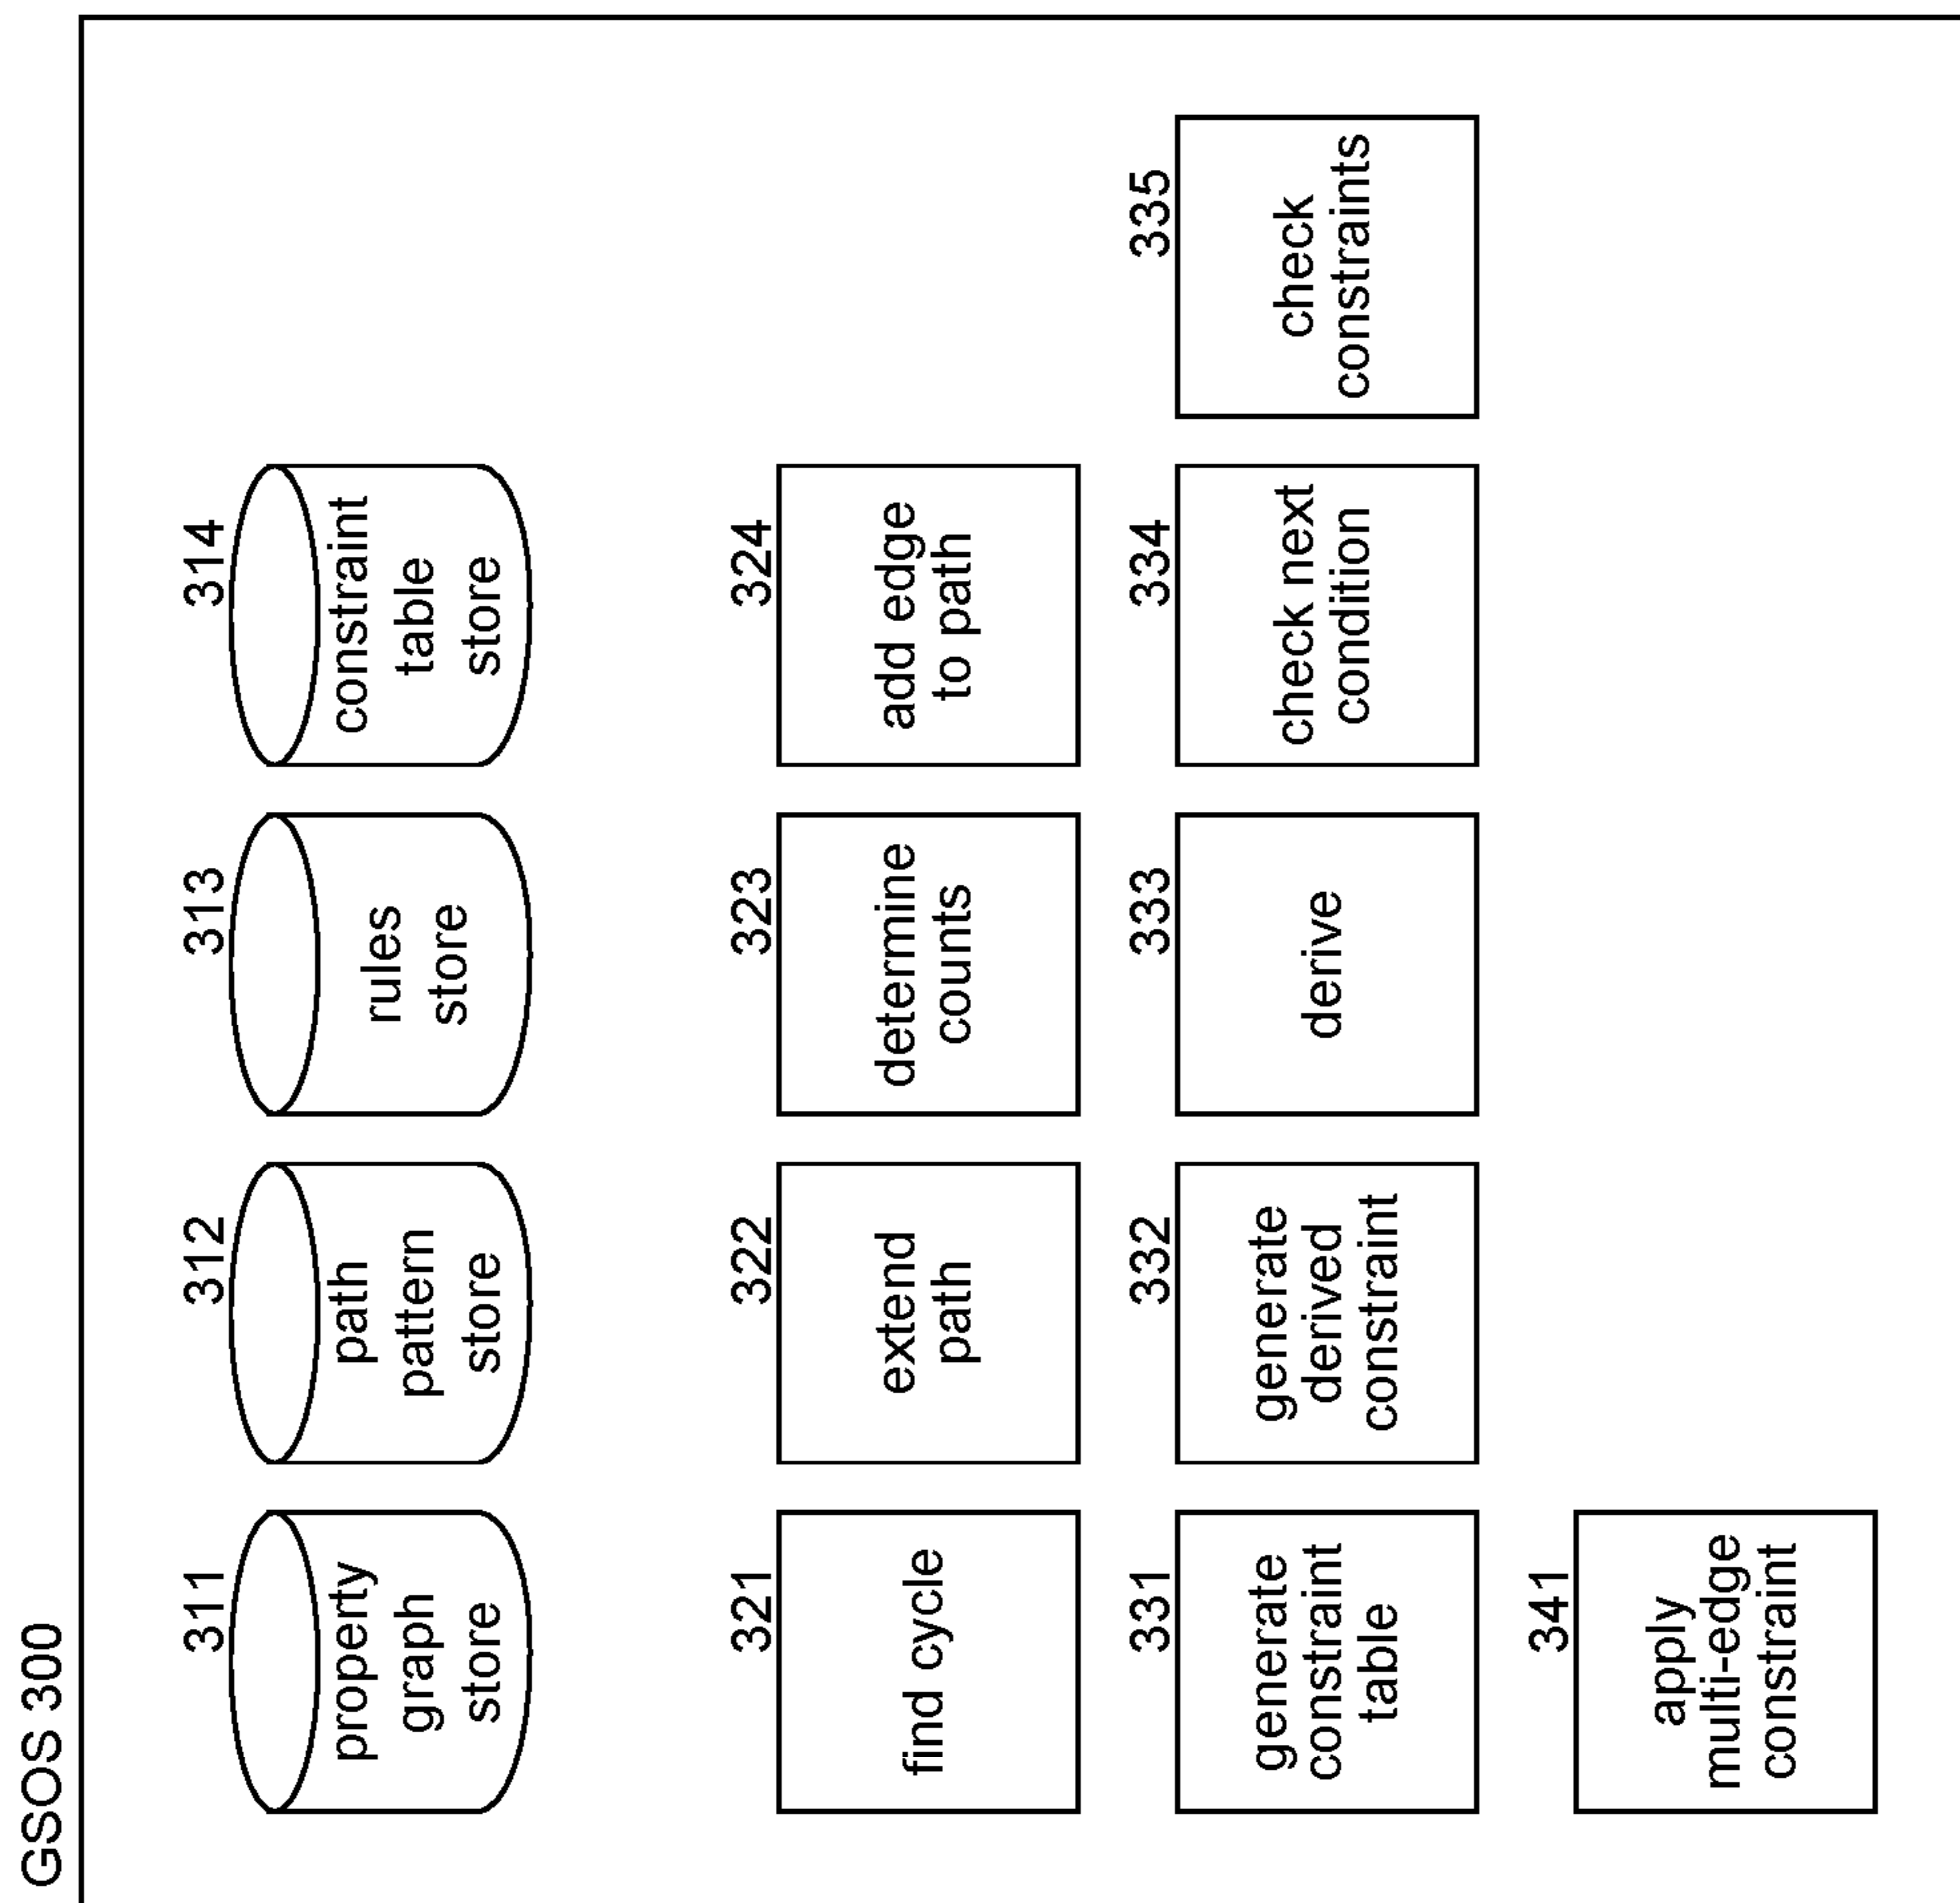 GSOS 300
311
property
graph
store
312
path
pattern
store
313
rules
store
314
constraint
table
store
321
find cycle
322
extend
path
323
determine
counts
324
add edge
to path
331
generate
constraint
table
332
generate
derived
constraint
333
derive
334
check next
condition
335
check
constraints
341
apply
multi-edge
constraint